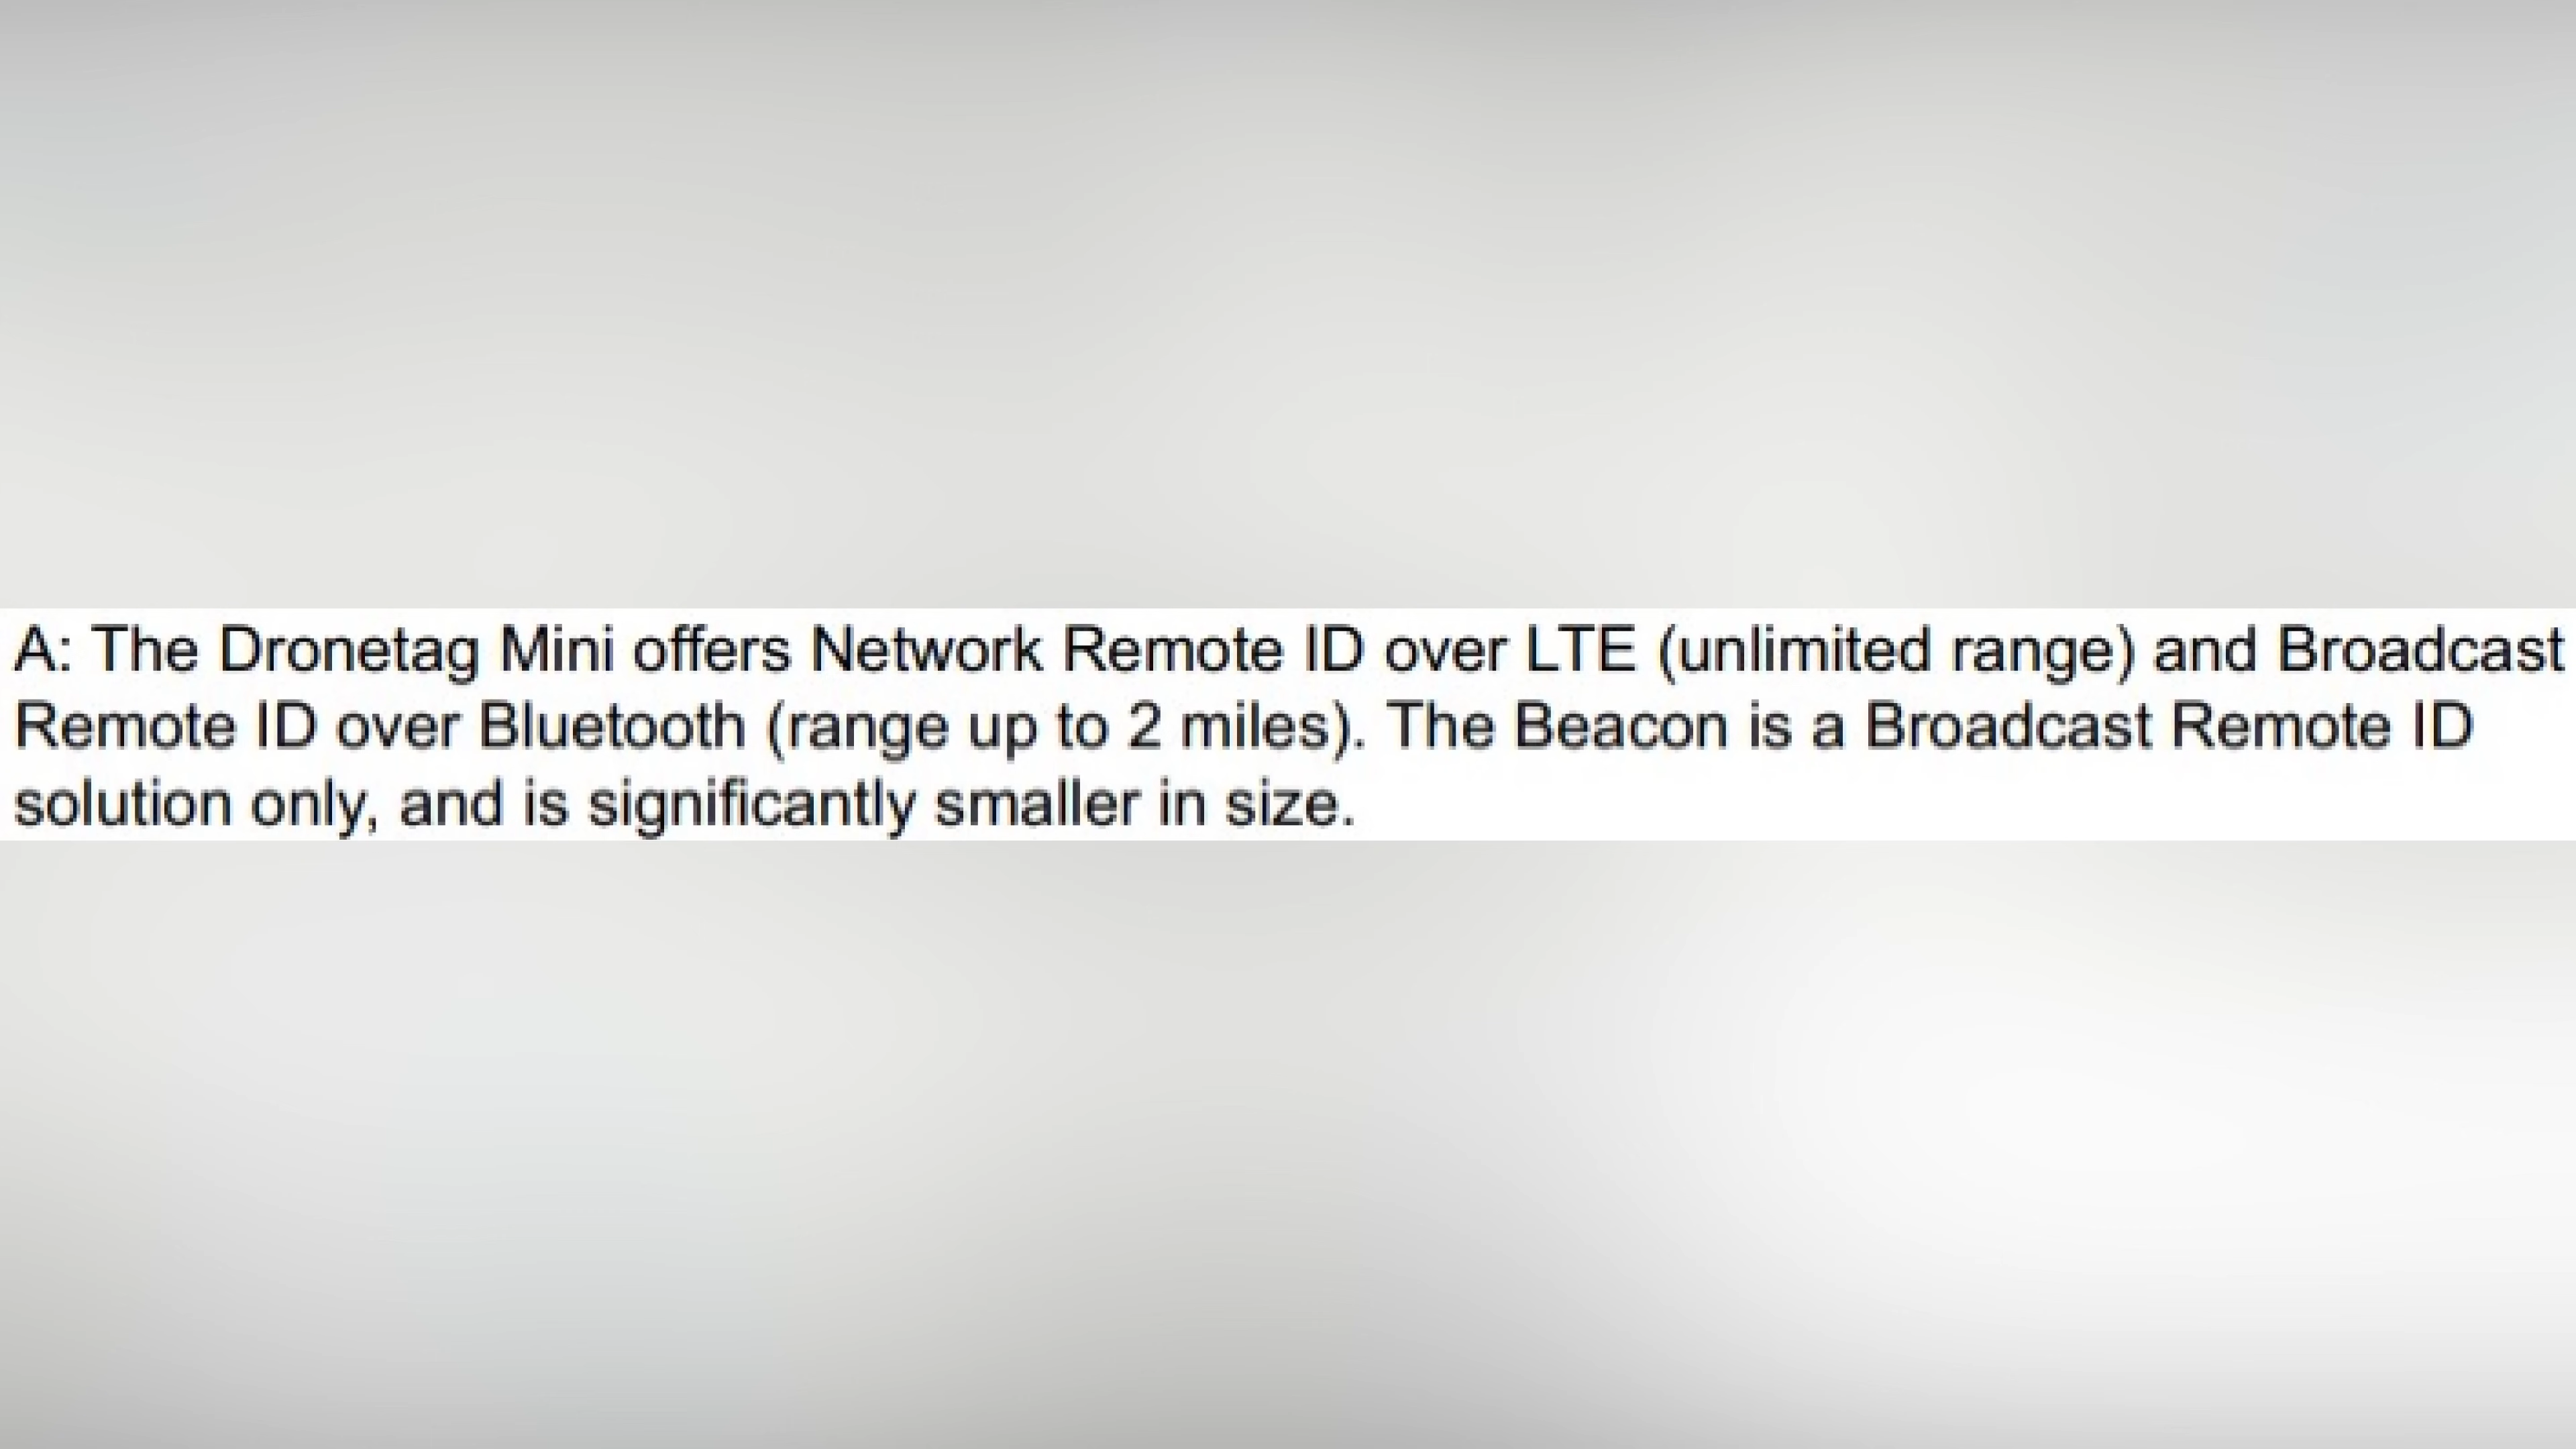 A: The Dronetag Mini offers Network Remote ID over LTE (unlimited range) and Broadcast
Remote ID over Bluetooth (range up to 2 miles). The Beacon is a Broadcast Remote ID
solution only, and is significantly smaller in size.